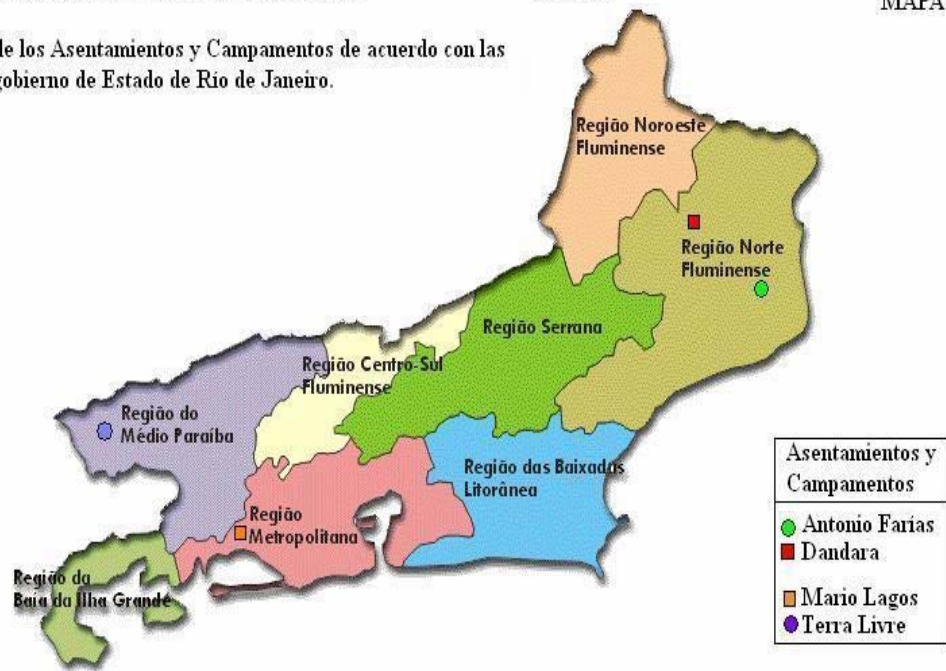 MAPA
de los Asentamientos y Campamentos de acuerdo con las
gobierno de Estado de Río de Janeiro.
Região Noroeste
Fluminense
Região Norte
Fluminense
Região Serrana
Região Centro-Sul
Fluminense
Região do
Médio Paraíba
Região das Baixadas
Litorânea
Região
Metropolitana
Região da
Baía da Ilha Grande
Asentamientos y
Campamentos
Antonio Farías
Dandara
Mario Lagos
Terra Livre